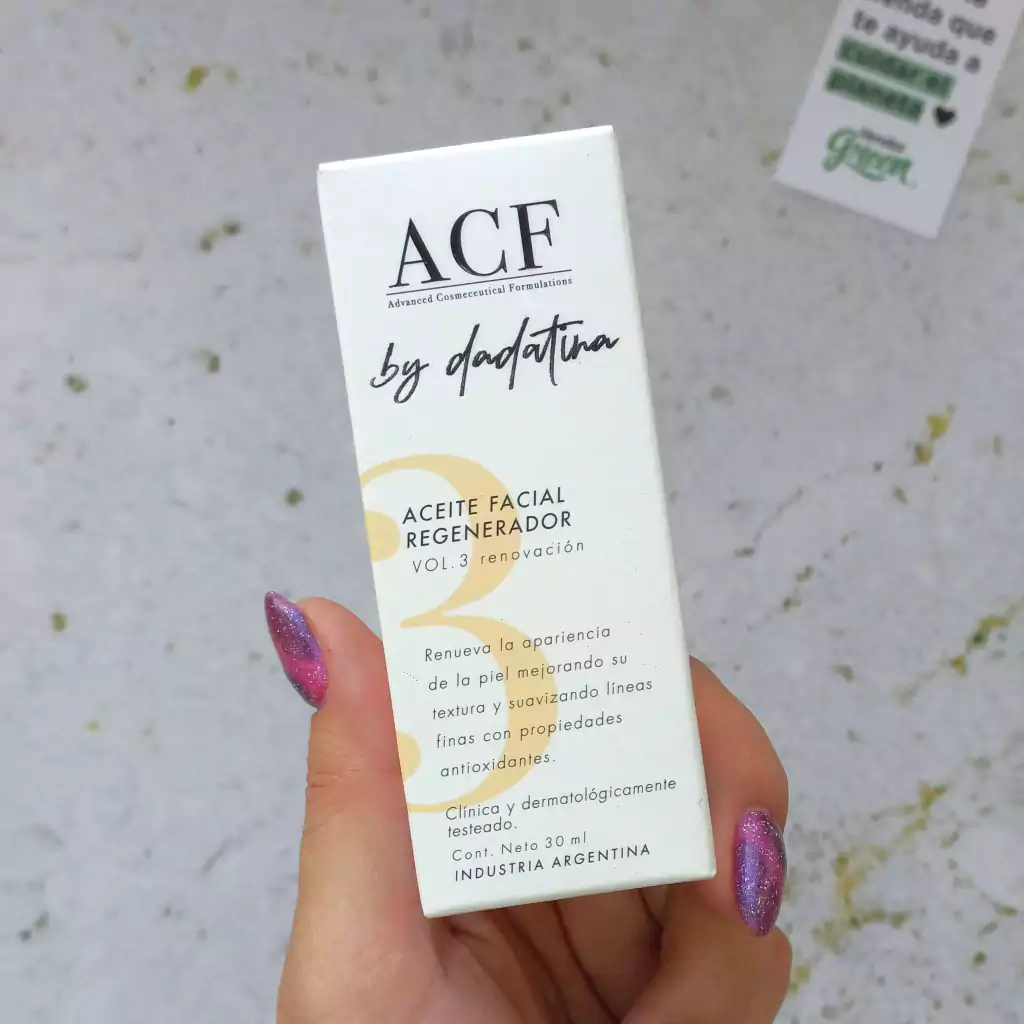 ACF
Advanced Cosmeceutical Formulations
by dadatina
3
ACEITE FACIAL
REGENERADOR
VOL.3 renovación
Renueva la apariencia
de la piel mejorando su
textura y suavizando líneas
finas con propiedades
antioxidantes.
Clínica y dermatológicamente
testeado.
Cont. Neto 30 ml
INDUSTRIA ARGENTINA
que
te ayuda a
cuidar el
planeta
Green